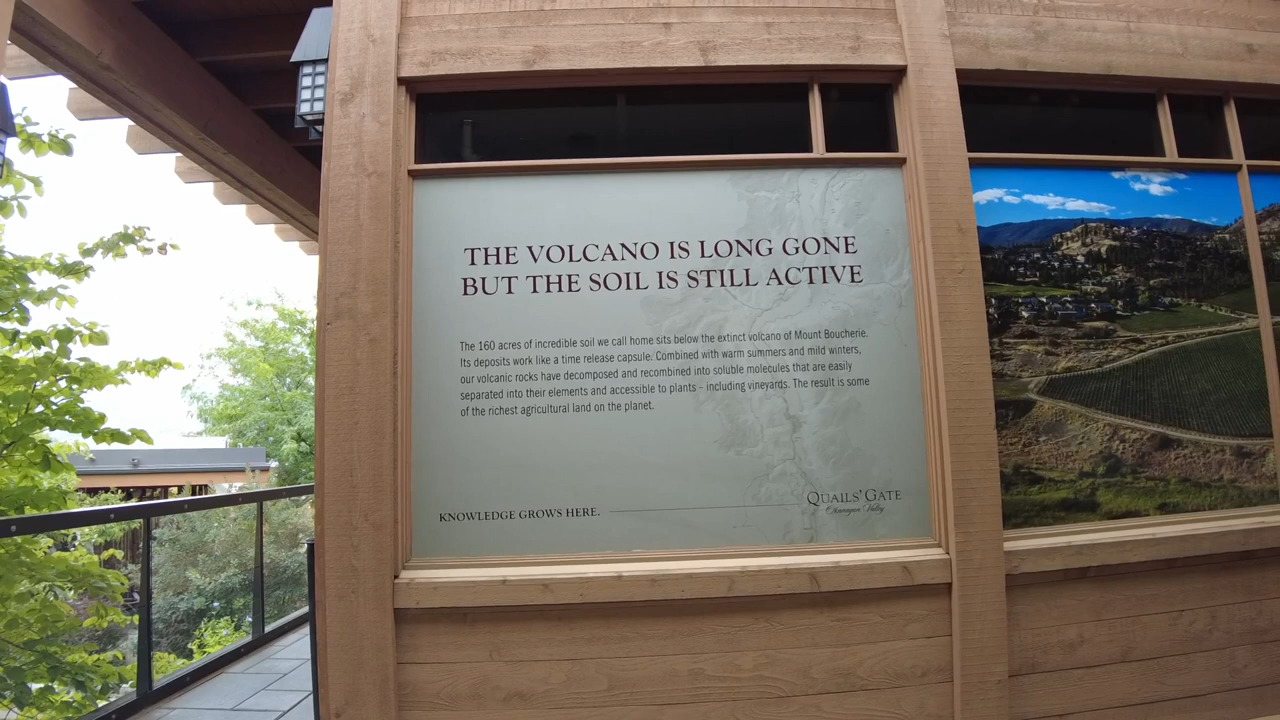 THE VOLCANO IS LONG GONE
BUT THE SOIL IS STILL ACTIVE
The 160 acres of incredible soil we call home sits below the extinct volcano of Mount Boucherie.
Its deposits work like a time release capsule. Combined with warm summers and mild winters,
our volcanic rocks have decomposed and recombined into soluble molecules that are easily
separated into their elements and accessible to plants – including vineyards. The result is some
of the richest agricultural land on the planet.
KNOWLEDGE GROWS HERE.
QUAILS' GATE
Okanagan Valley